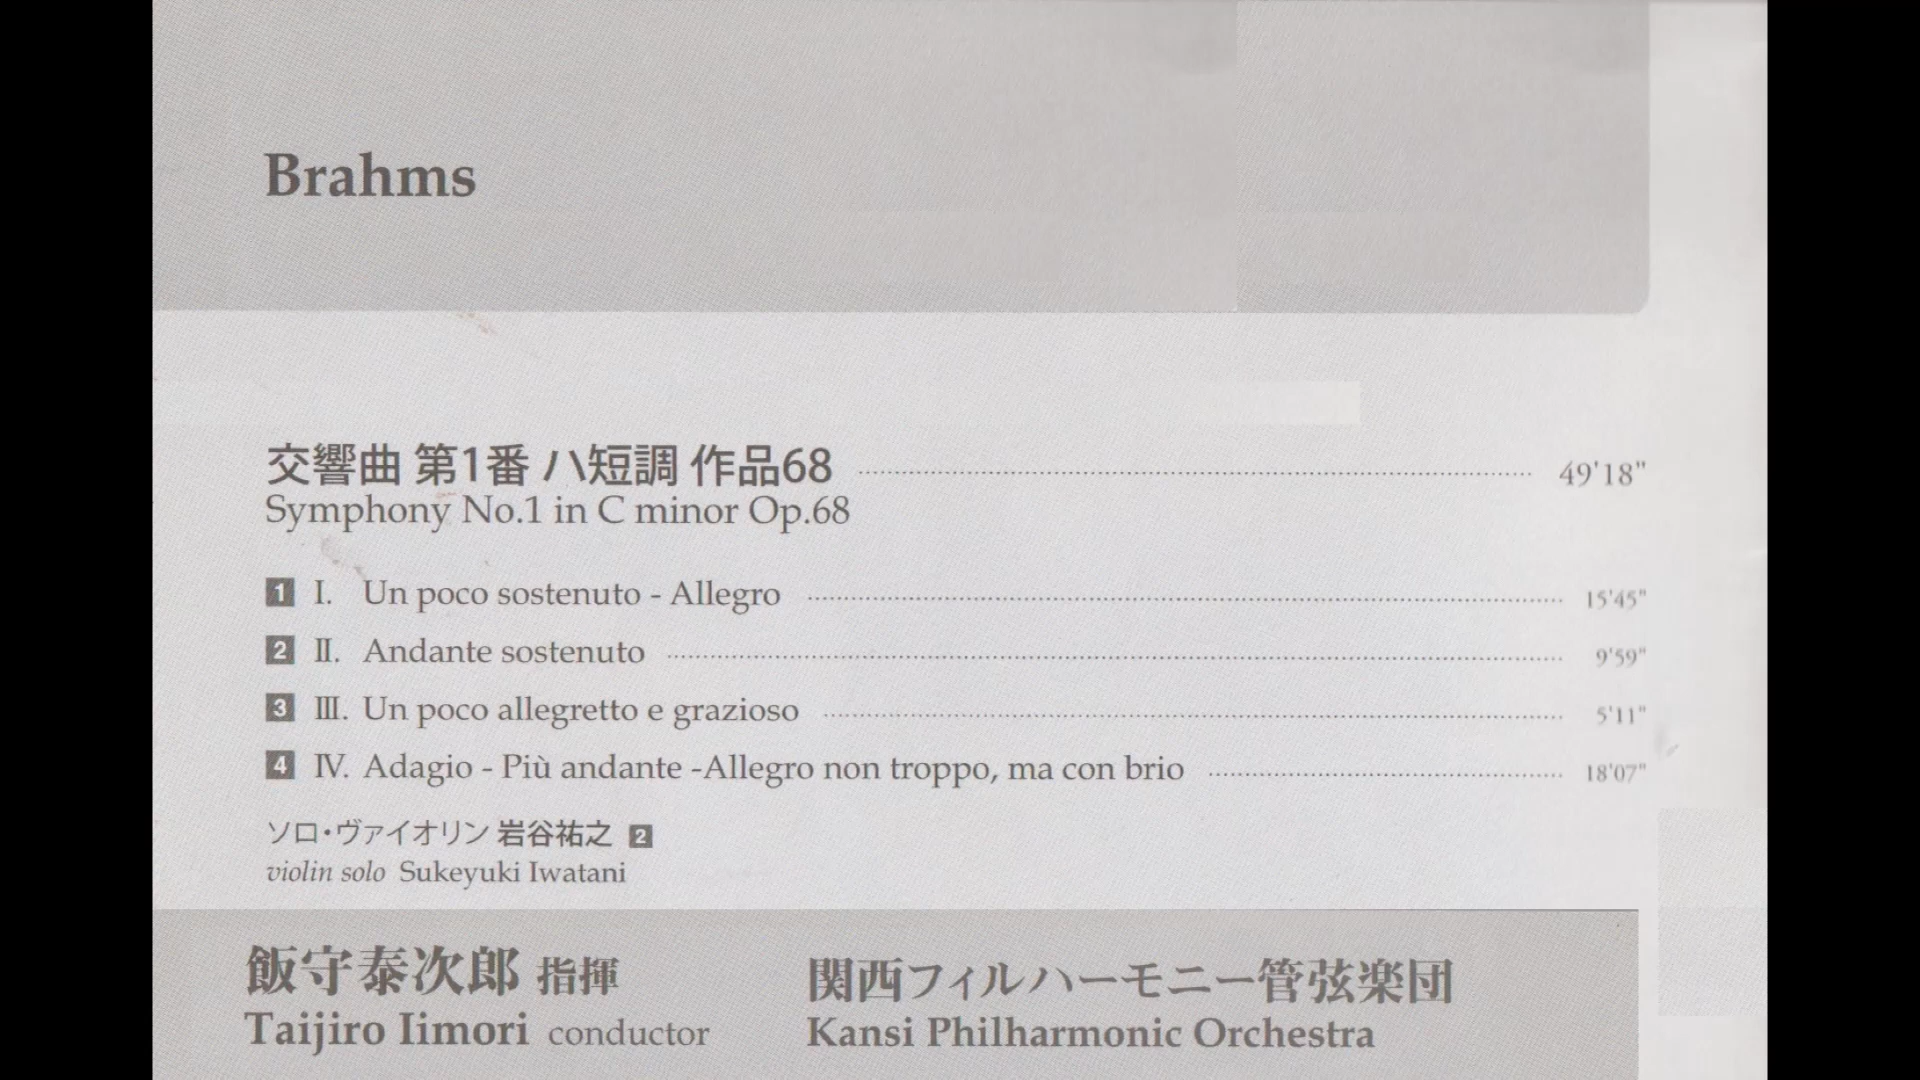 Brahms
交響曲 第1番 ハ短調 作品68 49'18"
Symphony No.1 in C minor Op.68
1 I. Un poco sostenuto - Allegro 15'45"
2 II. Andante sostenuto 9'59"
3 III. Un poco allegretto e grazioso 5'11"
4 IV. Adagio - Più andante -Allegro non troppo, ma con brio 18'07"
ソロ・ヴァイオリン 岩谷祐之 2
violin solo Sukeyuki Iwatani
飯守泰次郎 指揮
Taijiro Iimori conductor
関西フィルハーモニー管弦楽団
Kansi Philharmonic Orchestra